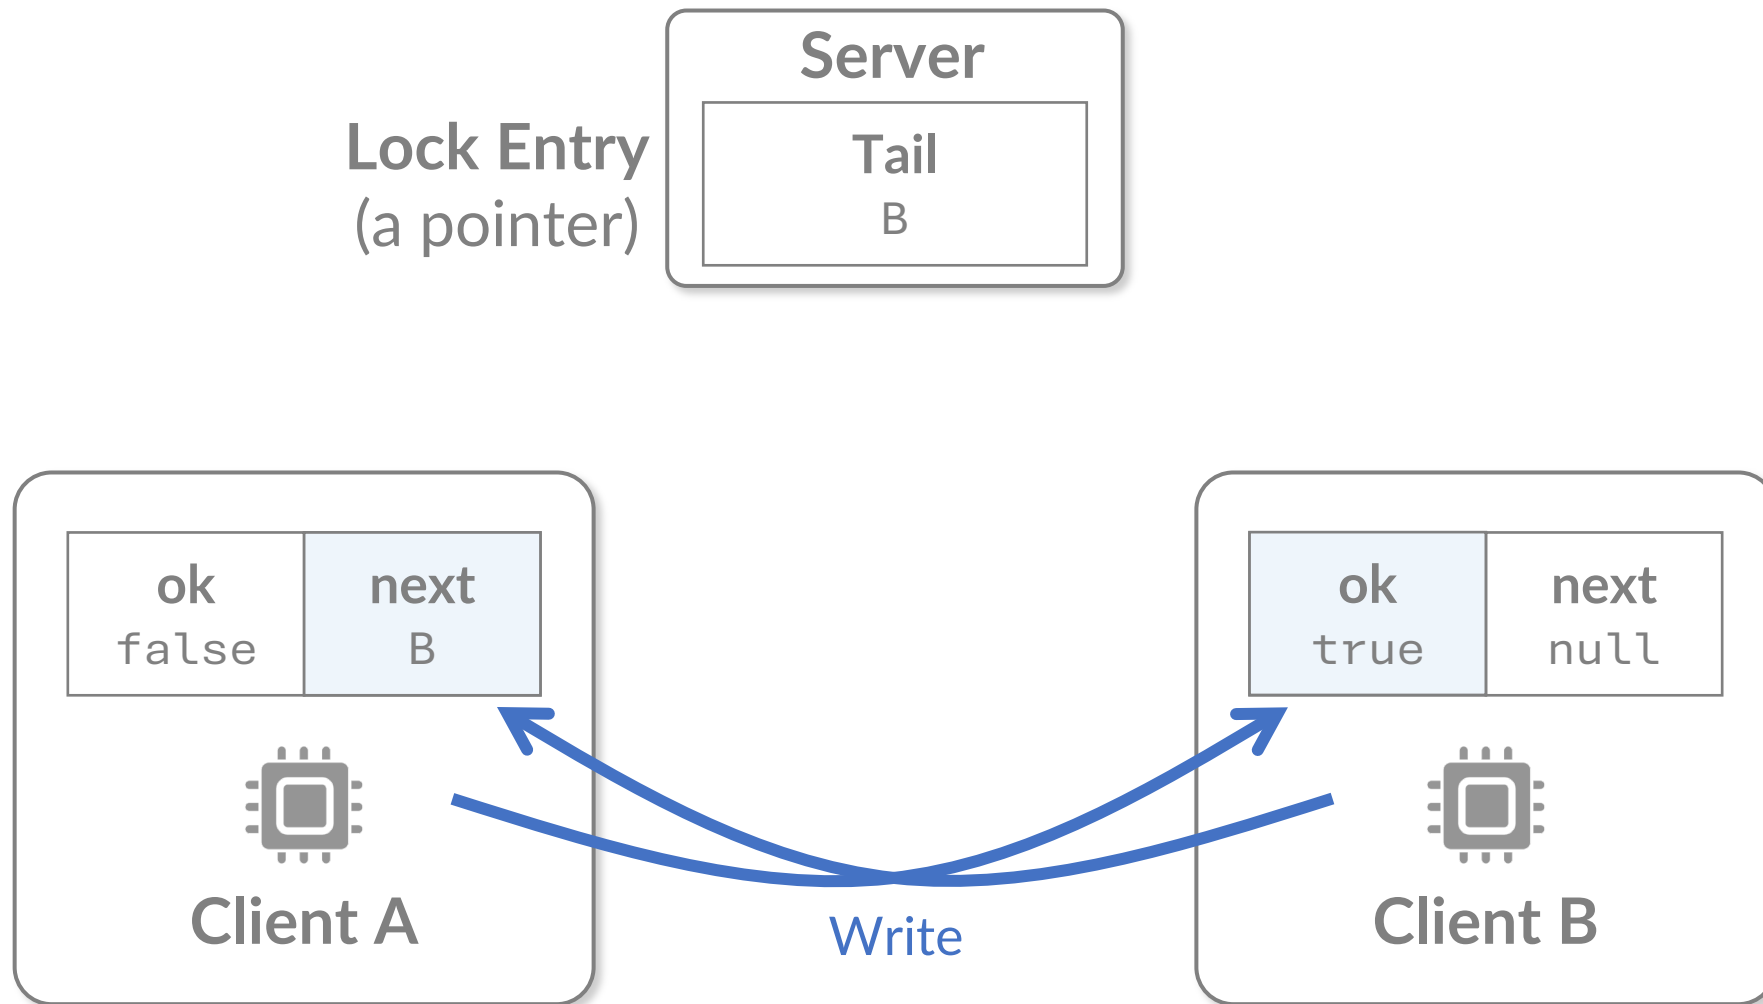 Server
Lock Entry
(a pointer)
Tail
B
ok
false
next
B
Client A
Write
ok
true
next
null
Client B